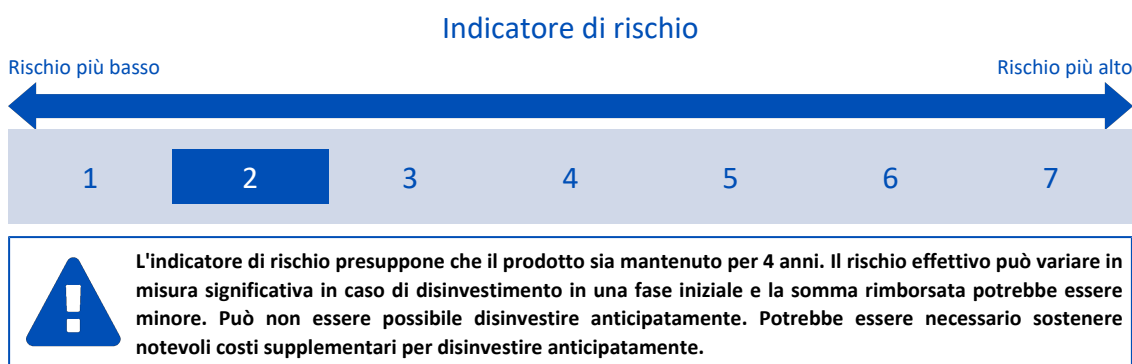 Indicatore di rischio
Rischio più basso
Rischio più alto
1 2 3 4 5 6 7
L'indicatore di rischio presuppone che il prodotto sia mantenuto per 4 anni. Il rischio effettivo può variare in
misura significativa in caso di disinvestimento in una fase iniziale e la somma rimborsata potrebbe essere
minore. Può non essere possibile disinvestire anticipatamente. Potrebbe essere necessario sostenere
notevoli costi supplementari per disinvestire anticipatamente.